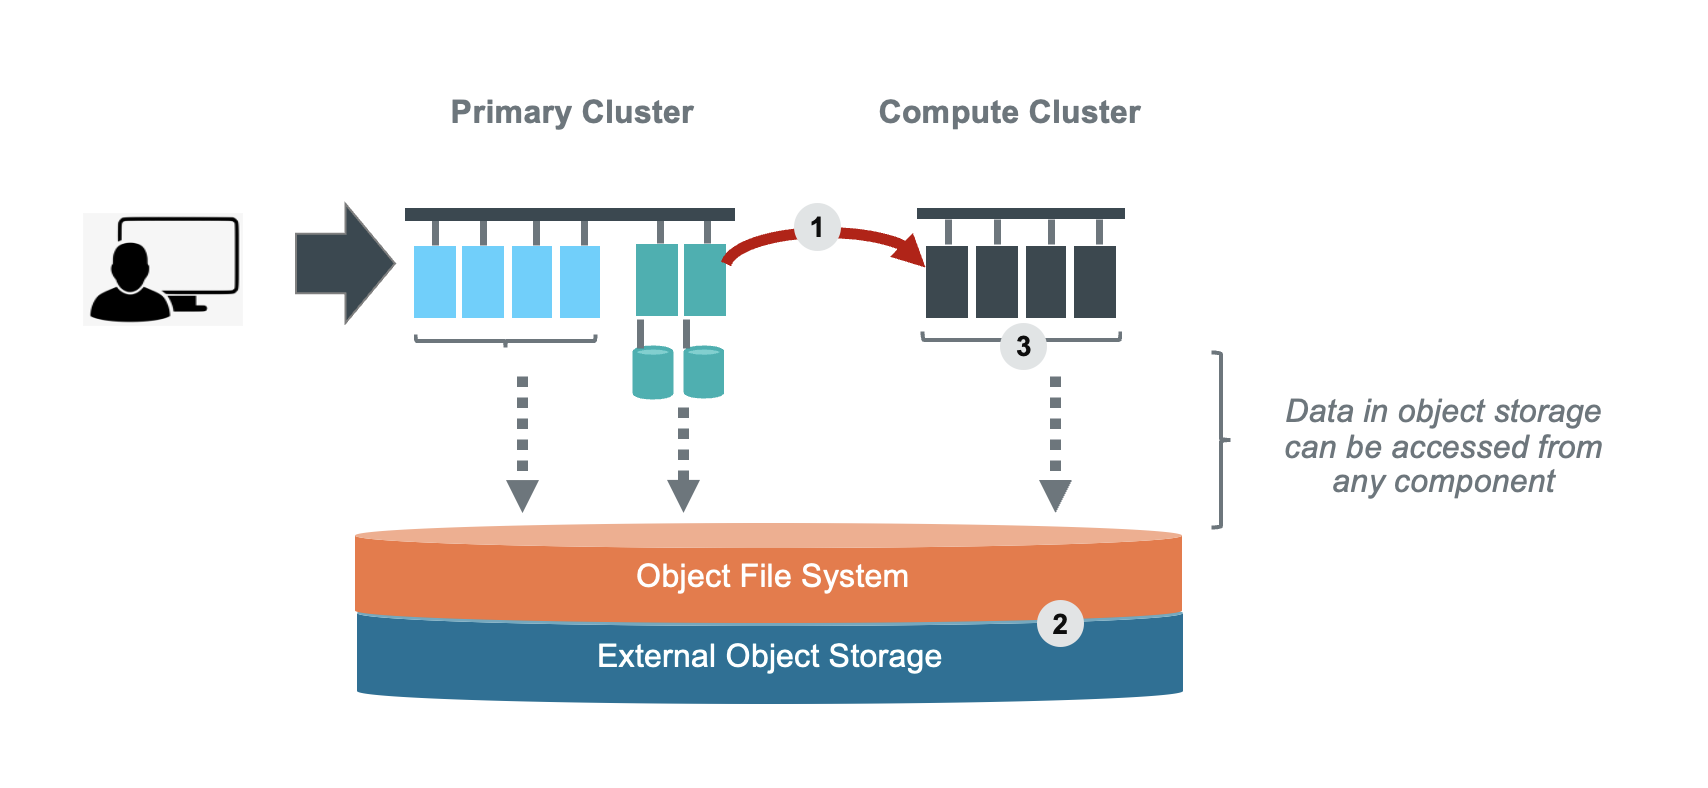 Primary Cluster
Compute Cluster
1
3
Data in object storage
can be accessed from
any component
Object File System
2
External Object Storage